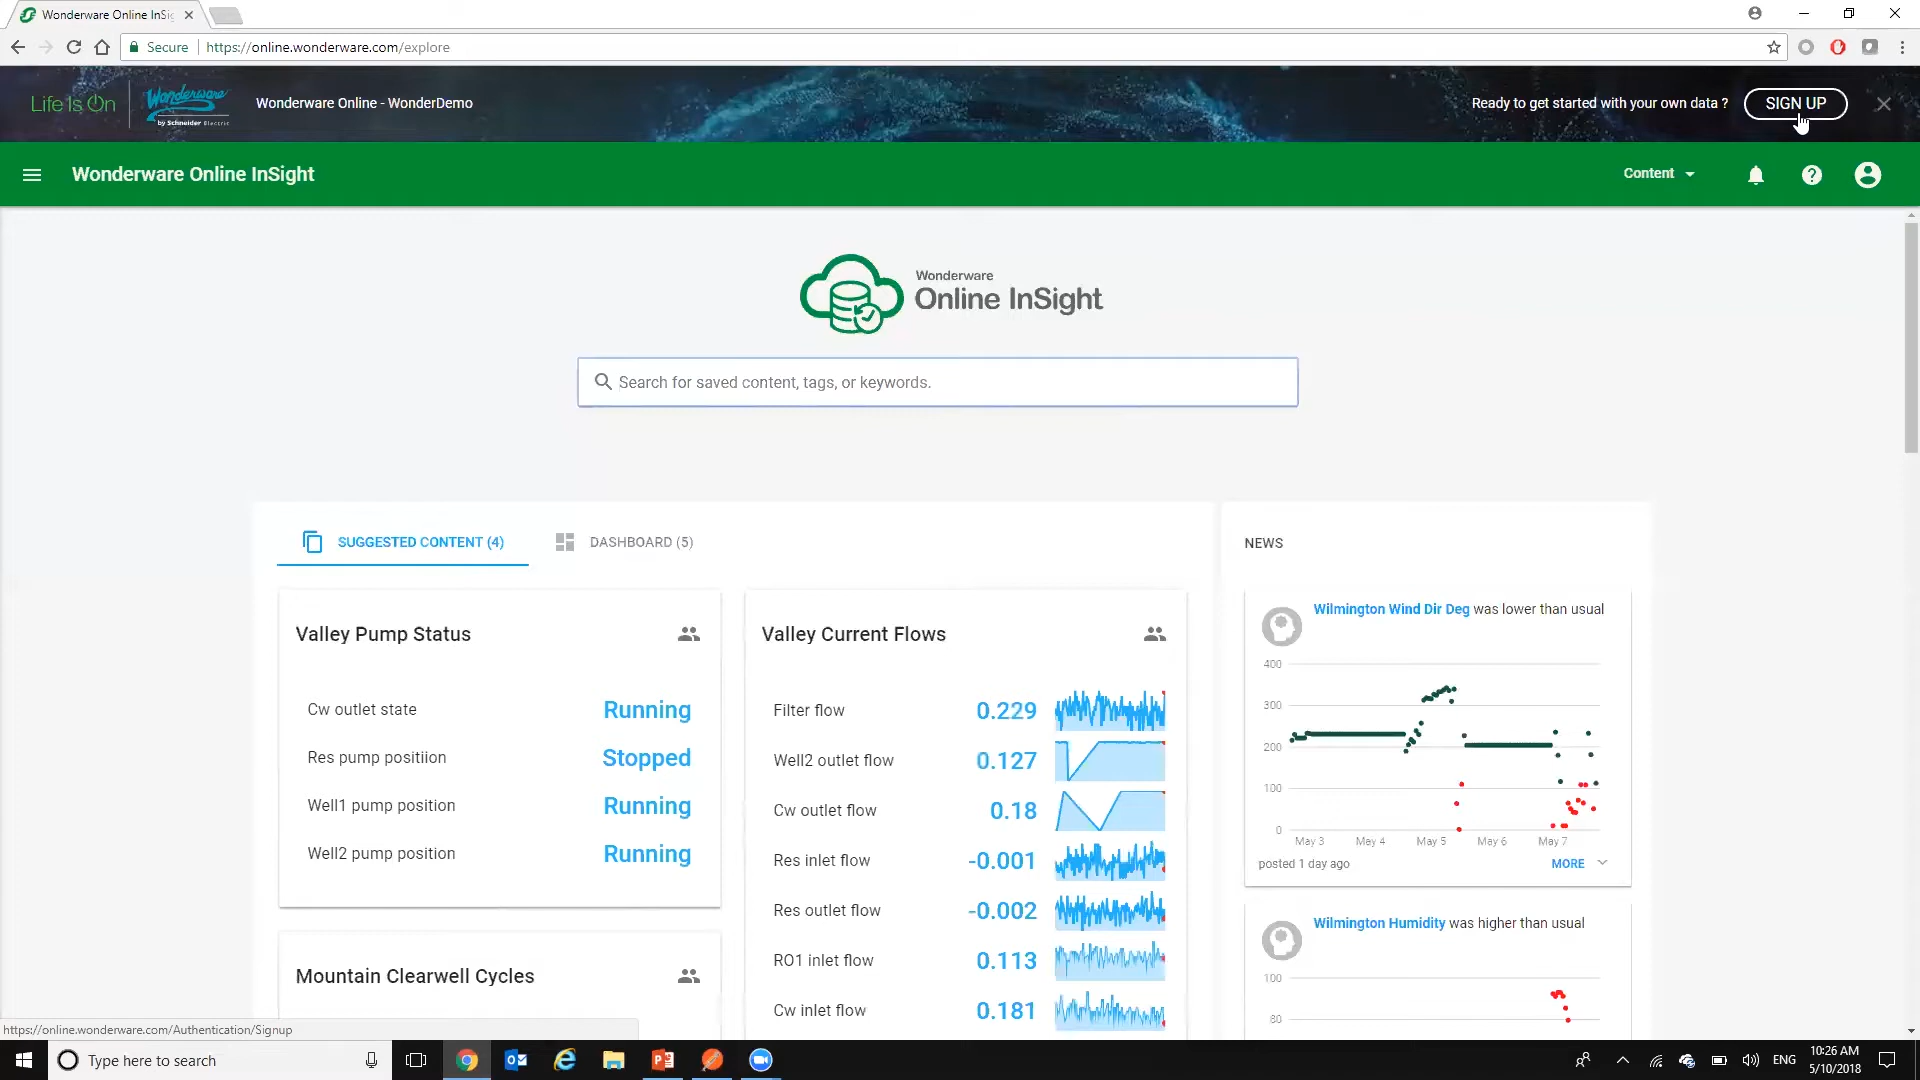 Wonderware Online InSi
Secure
https://online.wonderware.com/explore
Life Is On
Wonderware
by Schneider Electric
Wonderware Online - WonderDemo
Ready to get started with your own data ?
SIGN UP
Wonderware Online InSight
Content
Wonderware
Online InSight
Search for saved content, tags, or keywords.
SUGGESTED CONTENT (4)
DASHBOARD (5)
NEWS
Valley Pump Status
Cw outlet state Running
Res pump positiion Stopped
Well1 pump position Running
Well2 pump position Running
Mountain Clearwell Cycles
Valley Current Flows
Filter flow 0.229
Well2 outlet flow 0.127
Cw outlet flow 0.18
Res inlet flow -0.001
Res outlet flow -0.002
RO1 inlet flow 0.113
Cw inlet flow 0.181
Wilmington Wind Dir Deg was lower than usual
400
300
200
100
0
May 3 May 4 May 5 May 6 May 7
posted 1 day ago
MORE
Wilmington Humidity was higher than usual
100
80
https://online.wonderware.com/Authentication/Signup
Type here to search
ENG
10:26 AM
5/10/2018